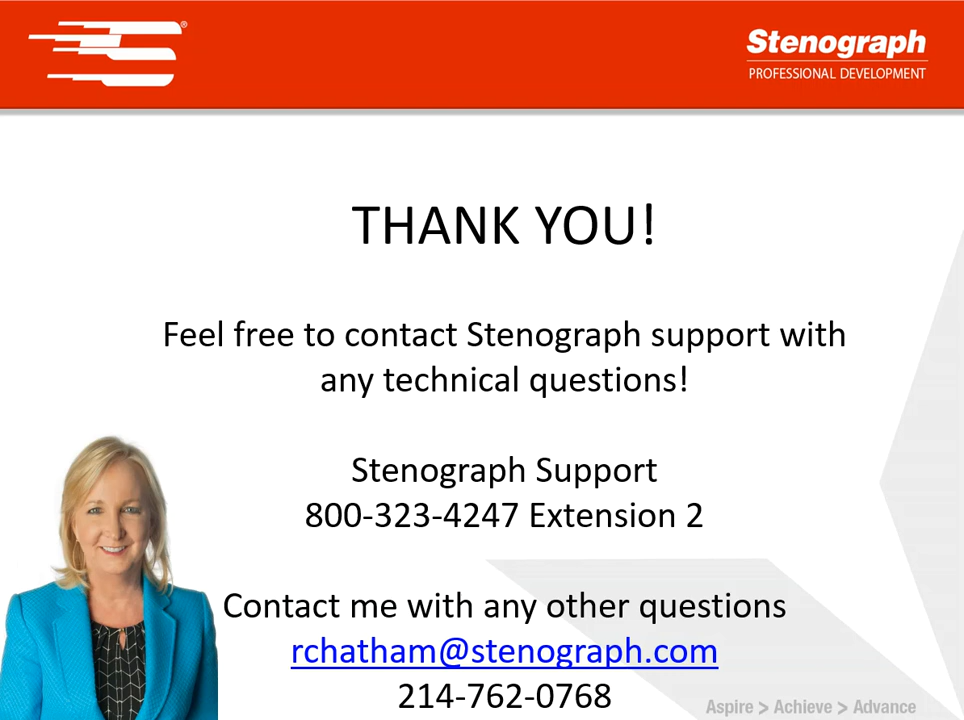 ®
Stenograph
PROFESSIONAL DEVELOPMENT
THANK YOU!
Feel free to contact Stenograph support with
any technical questions!
Stenograph Support
800-323-4247 Extension 2
Contact me with any other questions
rchatham@stenograph.com
214-762-0768
Aspire > Achieve > Advance